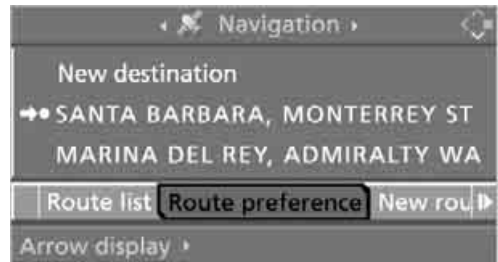 Navigation
New destination
SANTA BARBARA, MONTERREY ST
MARINA DEL REY, ADMIRALTY WA
Route list Route preference New rou
Arrow display